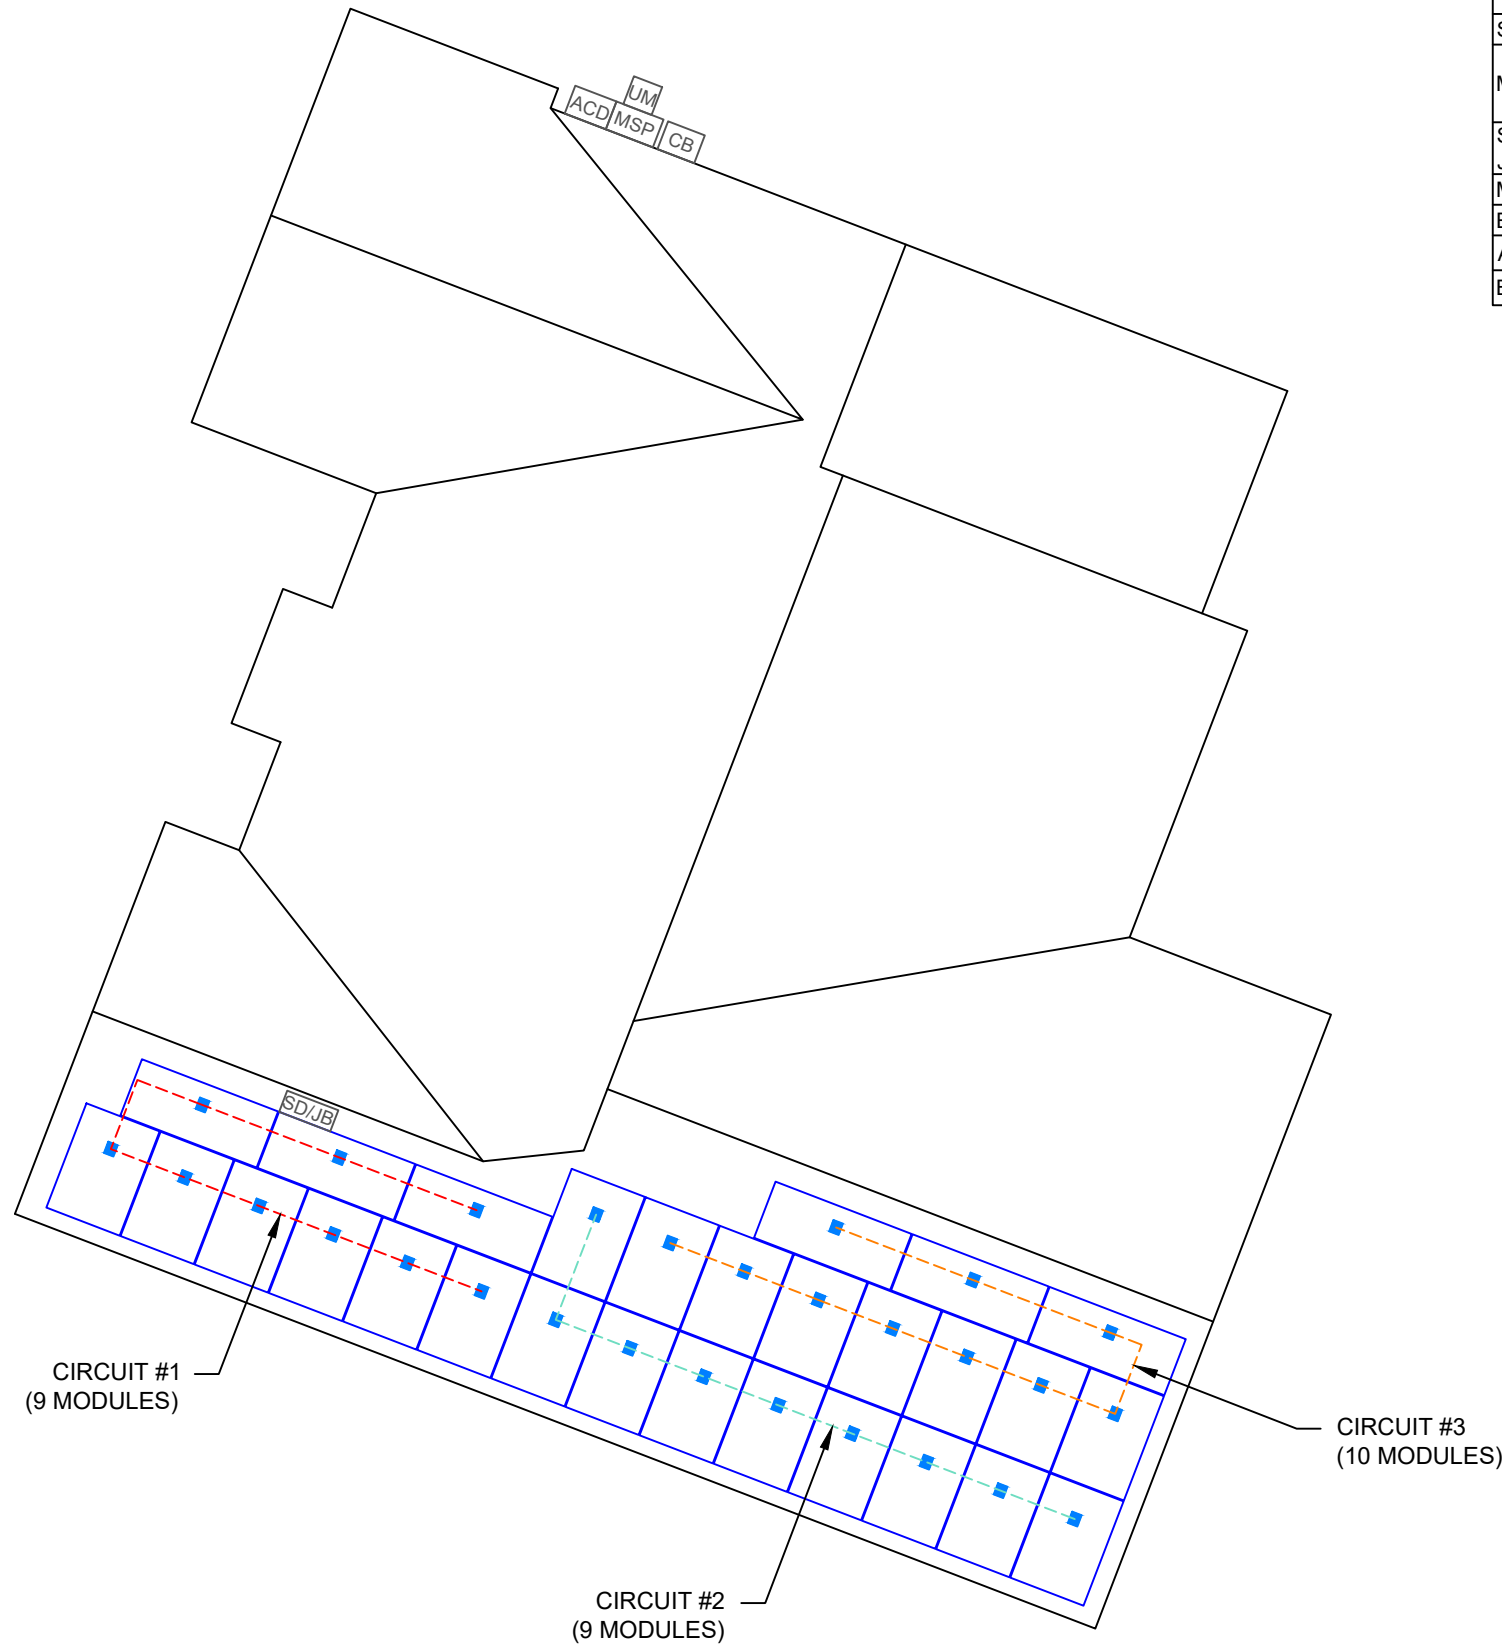 UM
ACD
MSP
CB
SD/JB
CIRCUIT #1
(9 MODULES)
CIRCUIT #3
(10 MODULES)
CIRCUIT #2
(9 MODULES)